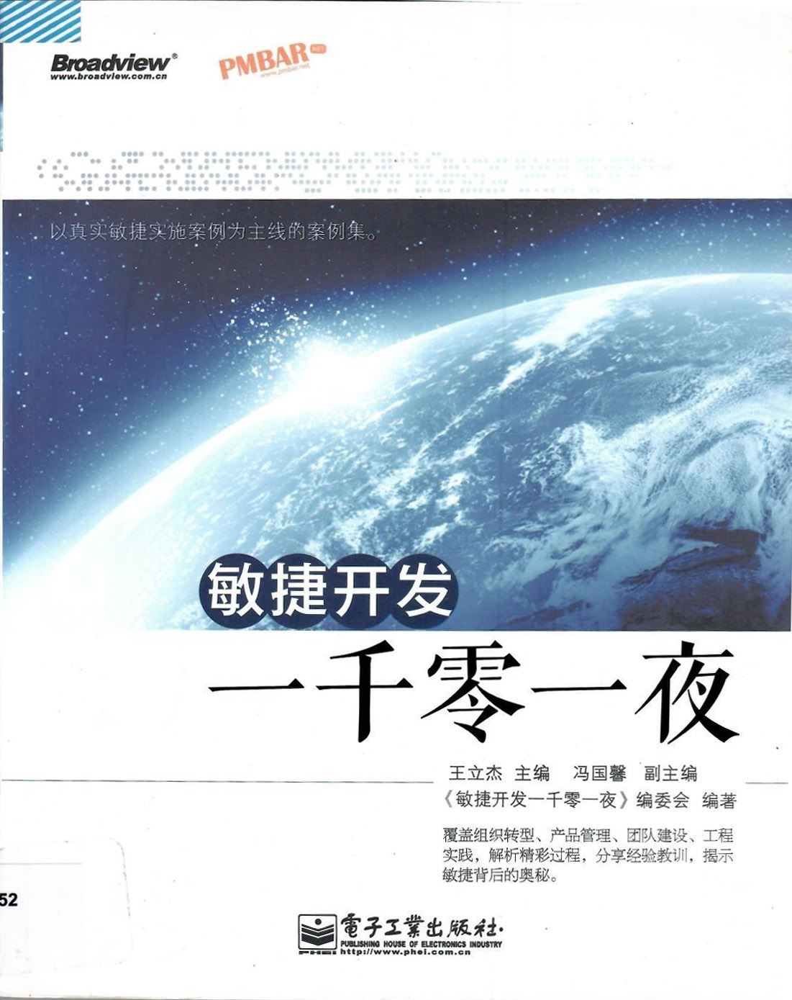 Broadview®
www.broadview.com.cn
PMBAR .NET
www.pmbar.net
以真实敏捷实施案例为主线的案例集。
敏捷开发
一千零一夜
王立杰 主编 冯国馨 副主编
《敏捷开发一千零一夜》编委会 编著
覆盖组织转型、产品管理、团队建设、工程
实践，解析精彩过程，分享经验教训，揭示
敏捷背后的奥秘。
52
電子工業出版社·
PUBLISHING HOUSE OF ELECTRONICS INDUSTRY
PHEI http://www.phei.com.cn